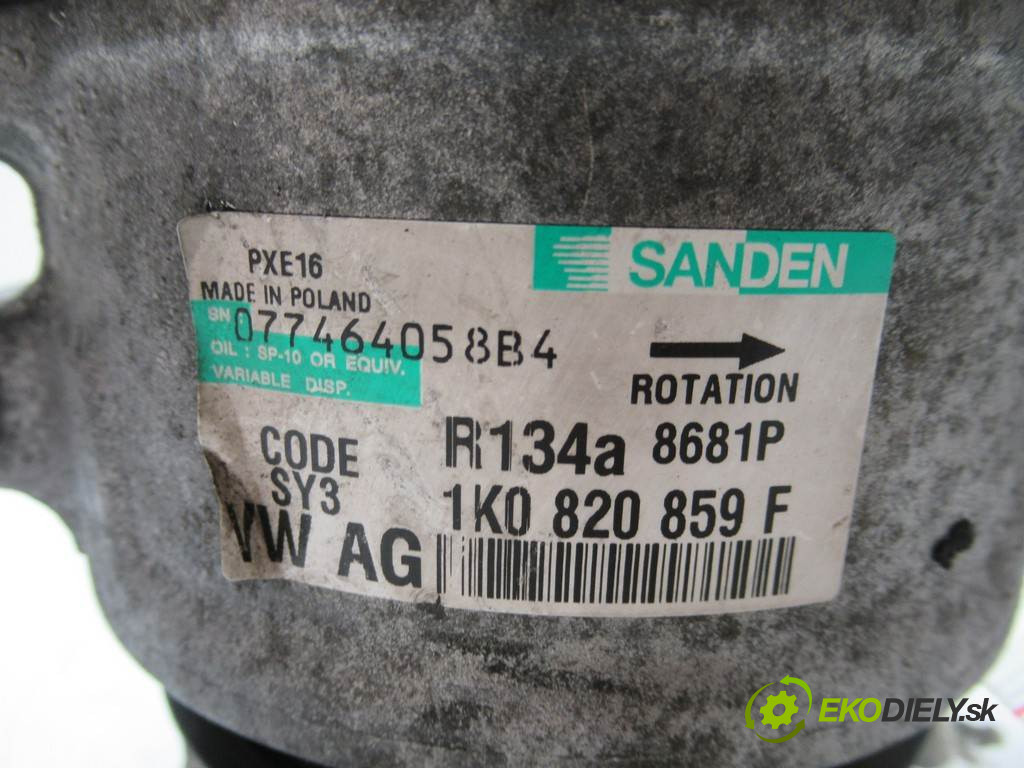 PXE16
MADE IN POLAND
SANDEN
SN 077464058B4
OIL : SP-10 OR EQUIV.
VARIABLE DISP.
ROTATION
CODE
SY3
R134a 8681P
1K0 820 859 F
VW AG
EKODIELY.sk